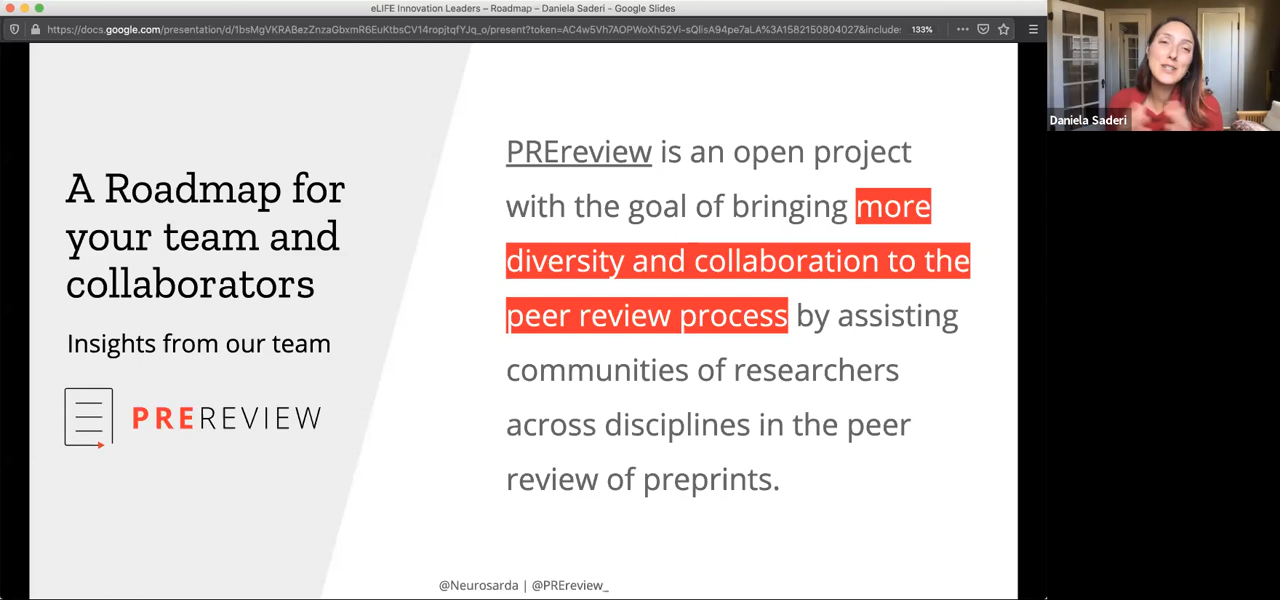 eLIFE Innovation Leaders – Roadmap – Daniela Saderi - Google Slides
133%
Daniela Saderi
A Roadmap for
your team and
collaborators
Insights from our team
PREREVIEW
PREreview is an open project
with the goal of bringing more
diversity and collaboration to the
peer review process by assisting
communities of researchers
across disciplines in the peer
review of preprints.
@Neurosarda | @PREreview_